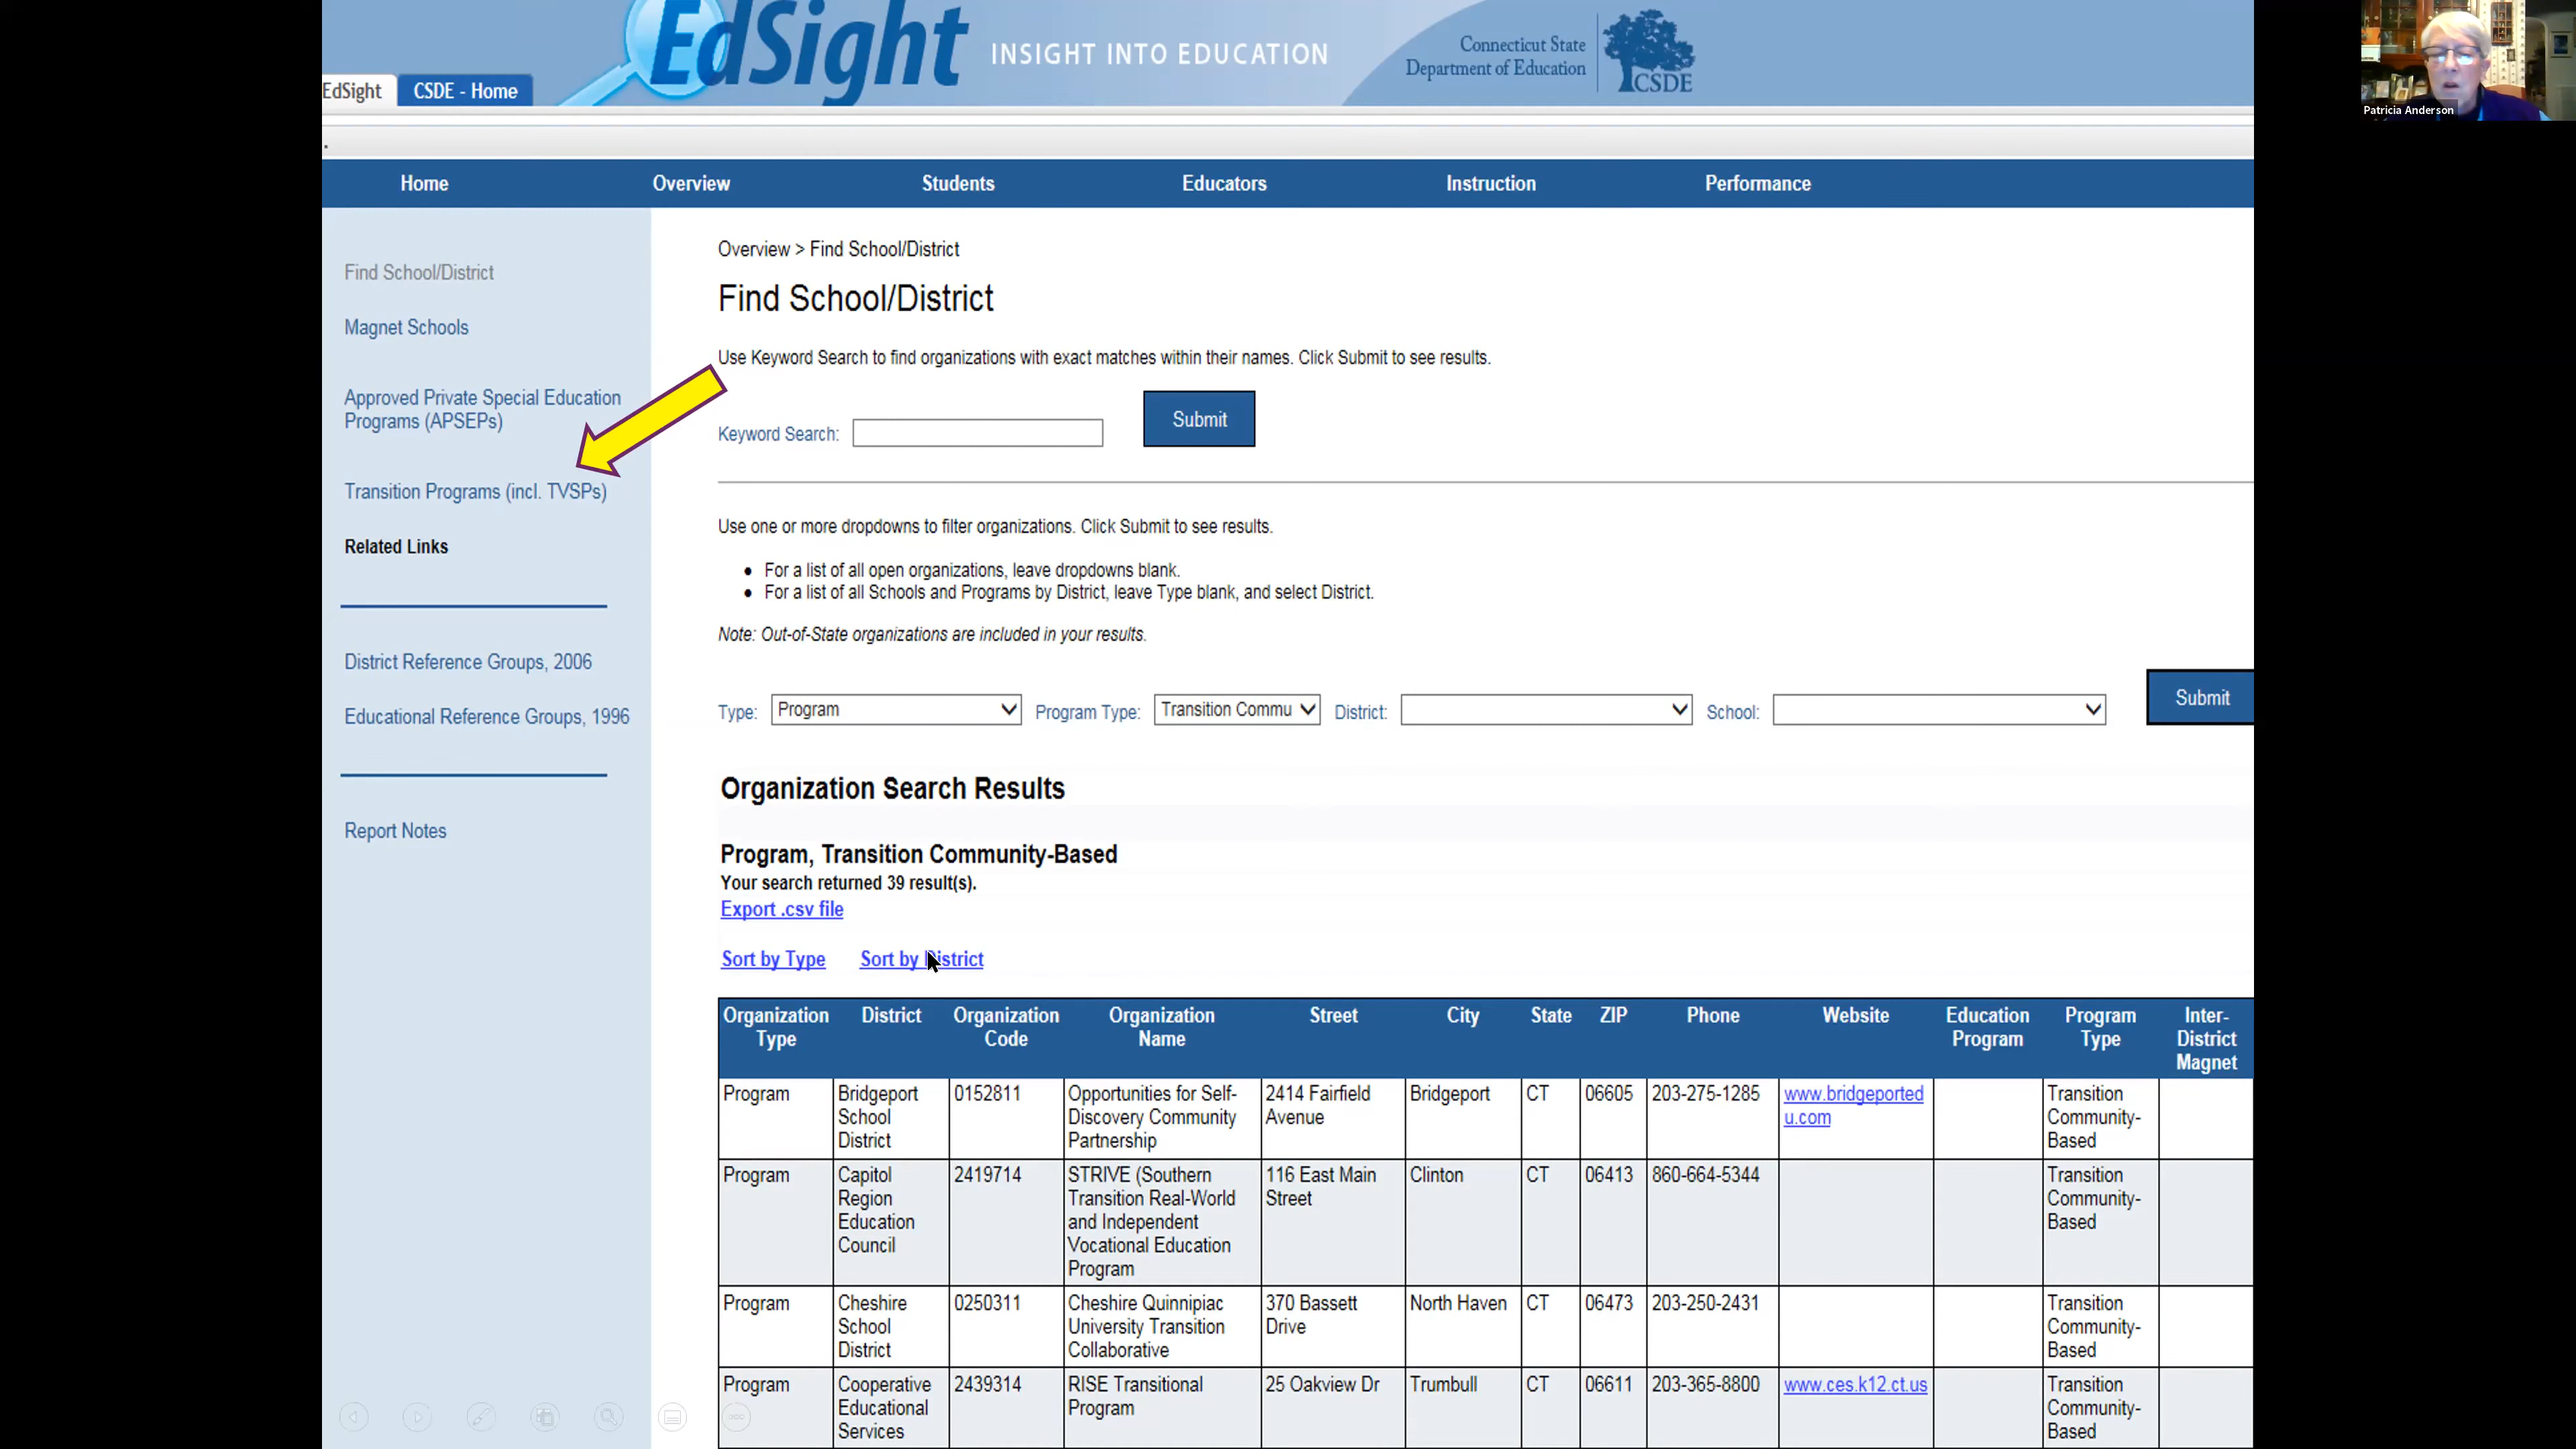 EdSight
INSIGHT INTO EDUCATION
Connecticut State
Department of Education
CSDE
EdSight
CSDE - Home
.
Home Overview Students Educators Instruction Performance
Find School/District
Magnet Schools
Approved Private Special Education
Programs (APSEPs)
Transition Programs (incl. TVSPs)
Related Links
District Reference Groups, 2006
Educational Reference Groups, 1996
Report Notes
Overview > Find School/District
Find School/District
Use Keyword Search to find organizations with exact matches within their names. Click Submit to see results.
Keyword Search: Submit
Use one or more dropdowns to filter organizations. Click Submit to see results.
• For a list of all open organizations, leave dropdowns blank.
• For a list of all Schools and Programs by District, leave Type blank, and select District.
Note: Out-of-State organizations are included in your results.
Type: Program Program Type: Transition Commu District: School: Submit
Organization Search Results
Program, Transition Community-Based
Your search returned 39 result(s).
Export .csv file
Sort by Type Sort by District
Organization
Type
District
Organization
Code
Organization
Name
Street
City
State
ZIP
Phone
Website
Education
Program
Program
Type
Inter-
District
Magnet
Program
Bridgeport
School
District
0152811
Opportunities for Self-
Discovery Community
Partnership
2414 Fairfield
Avenue
Bridgeport
CT
06605
203-275-1285
www.bridgeported
u.com
Transition
Community-
Based
Program
Capitol
Region
Education
Council
2419714
STRIVE (Southern
Transition Real-World
and Independent
Vocational Education
Program
116 East Main
Street
Clinton
CT
06413
860-664-5344
Transition
Community-
Based
Program
Cheshire
School
District
0250311
Cheshire Quinnipiac
University Transition
Collaborative
370 Bassett
Drive
North Haven
CT
06473
203-250-2431
Transition
Community-
Based
Program
Cooperative
Educational
Services
2439314
RISE Transitional
Program
25 Oakview Dr
Trumbull
CT
06611
203-365-8800
www.ces.k12.ct.us
Transition
Community-
Based
Patricia Anderson